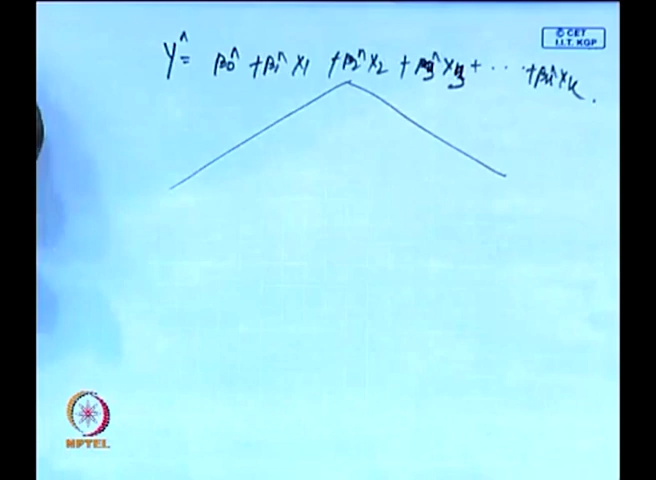 © CET
I.I.T. KGP
Y^ = β0^ + β1^ X1 + β2^ X2 + β3^ X3 + ... + βk^ Xk.
NPTEL